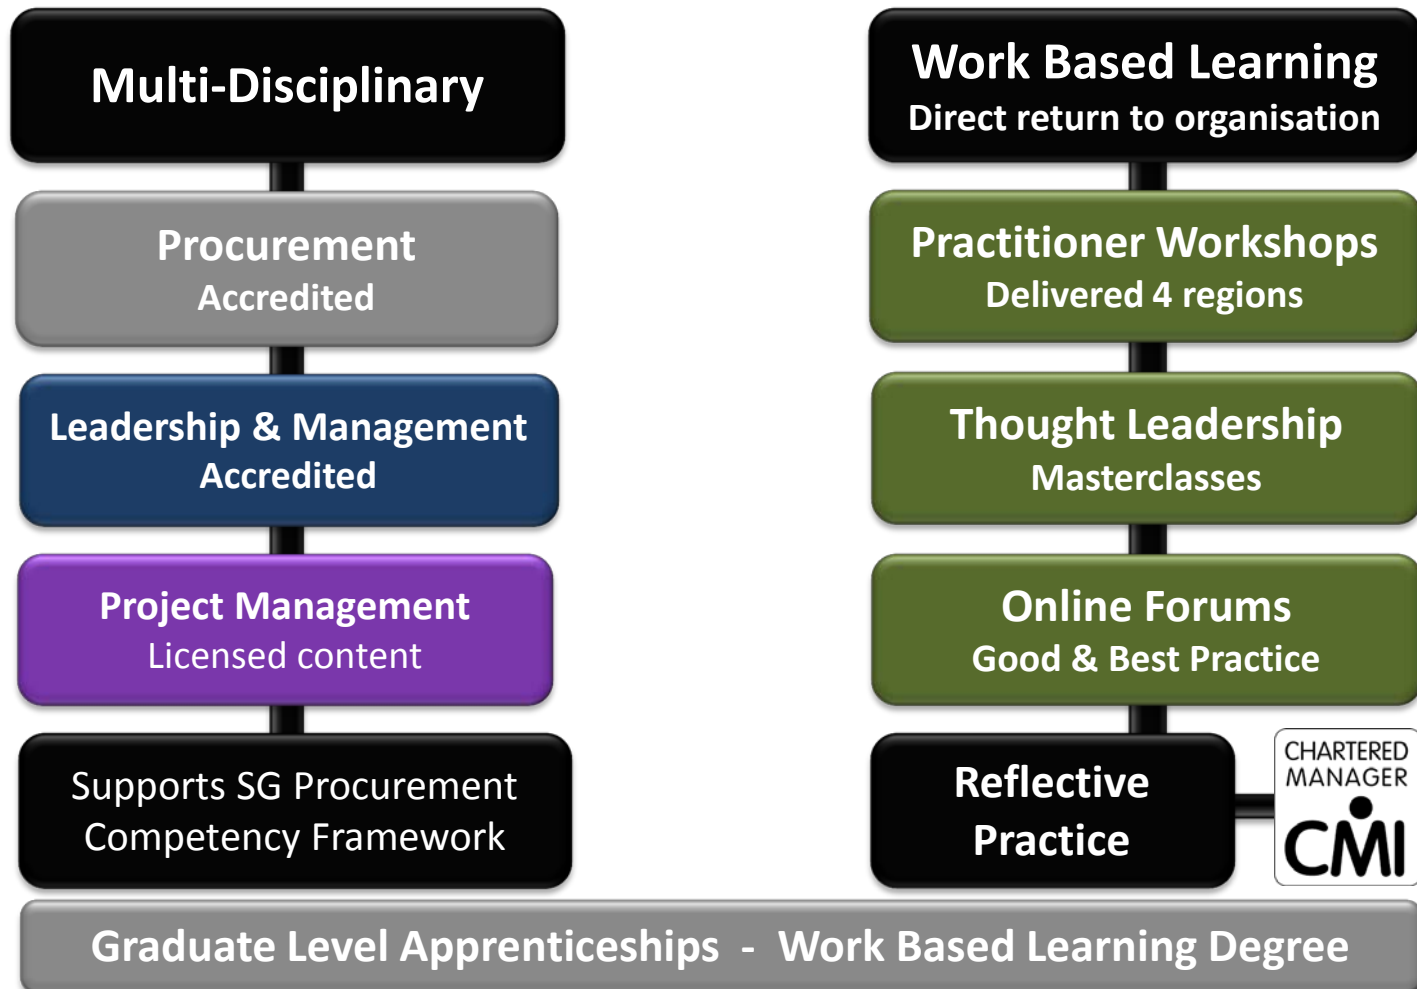 Multi-Disciplinary
Procurement
Accredited
Leadership & Management
Accredited
Project Management
Licensed content
Supports SG Procurement
Competency Framework
Work Based Learning
Direct return to organisation
Practitioner Workshops
Delivered 4 regions
Thought Leadership
Masterclasses
Online Forums
Good & Best Practice
Reflective
Practice
CHARTERED
MANAGER
CMI
Graduate Level Apprenticeships - Work Based Learning Degree